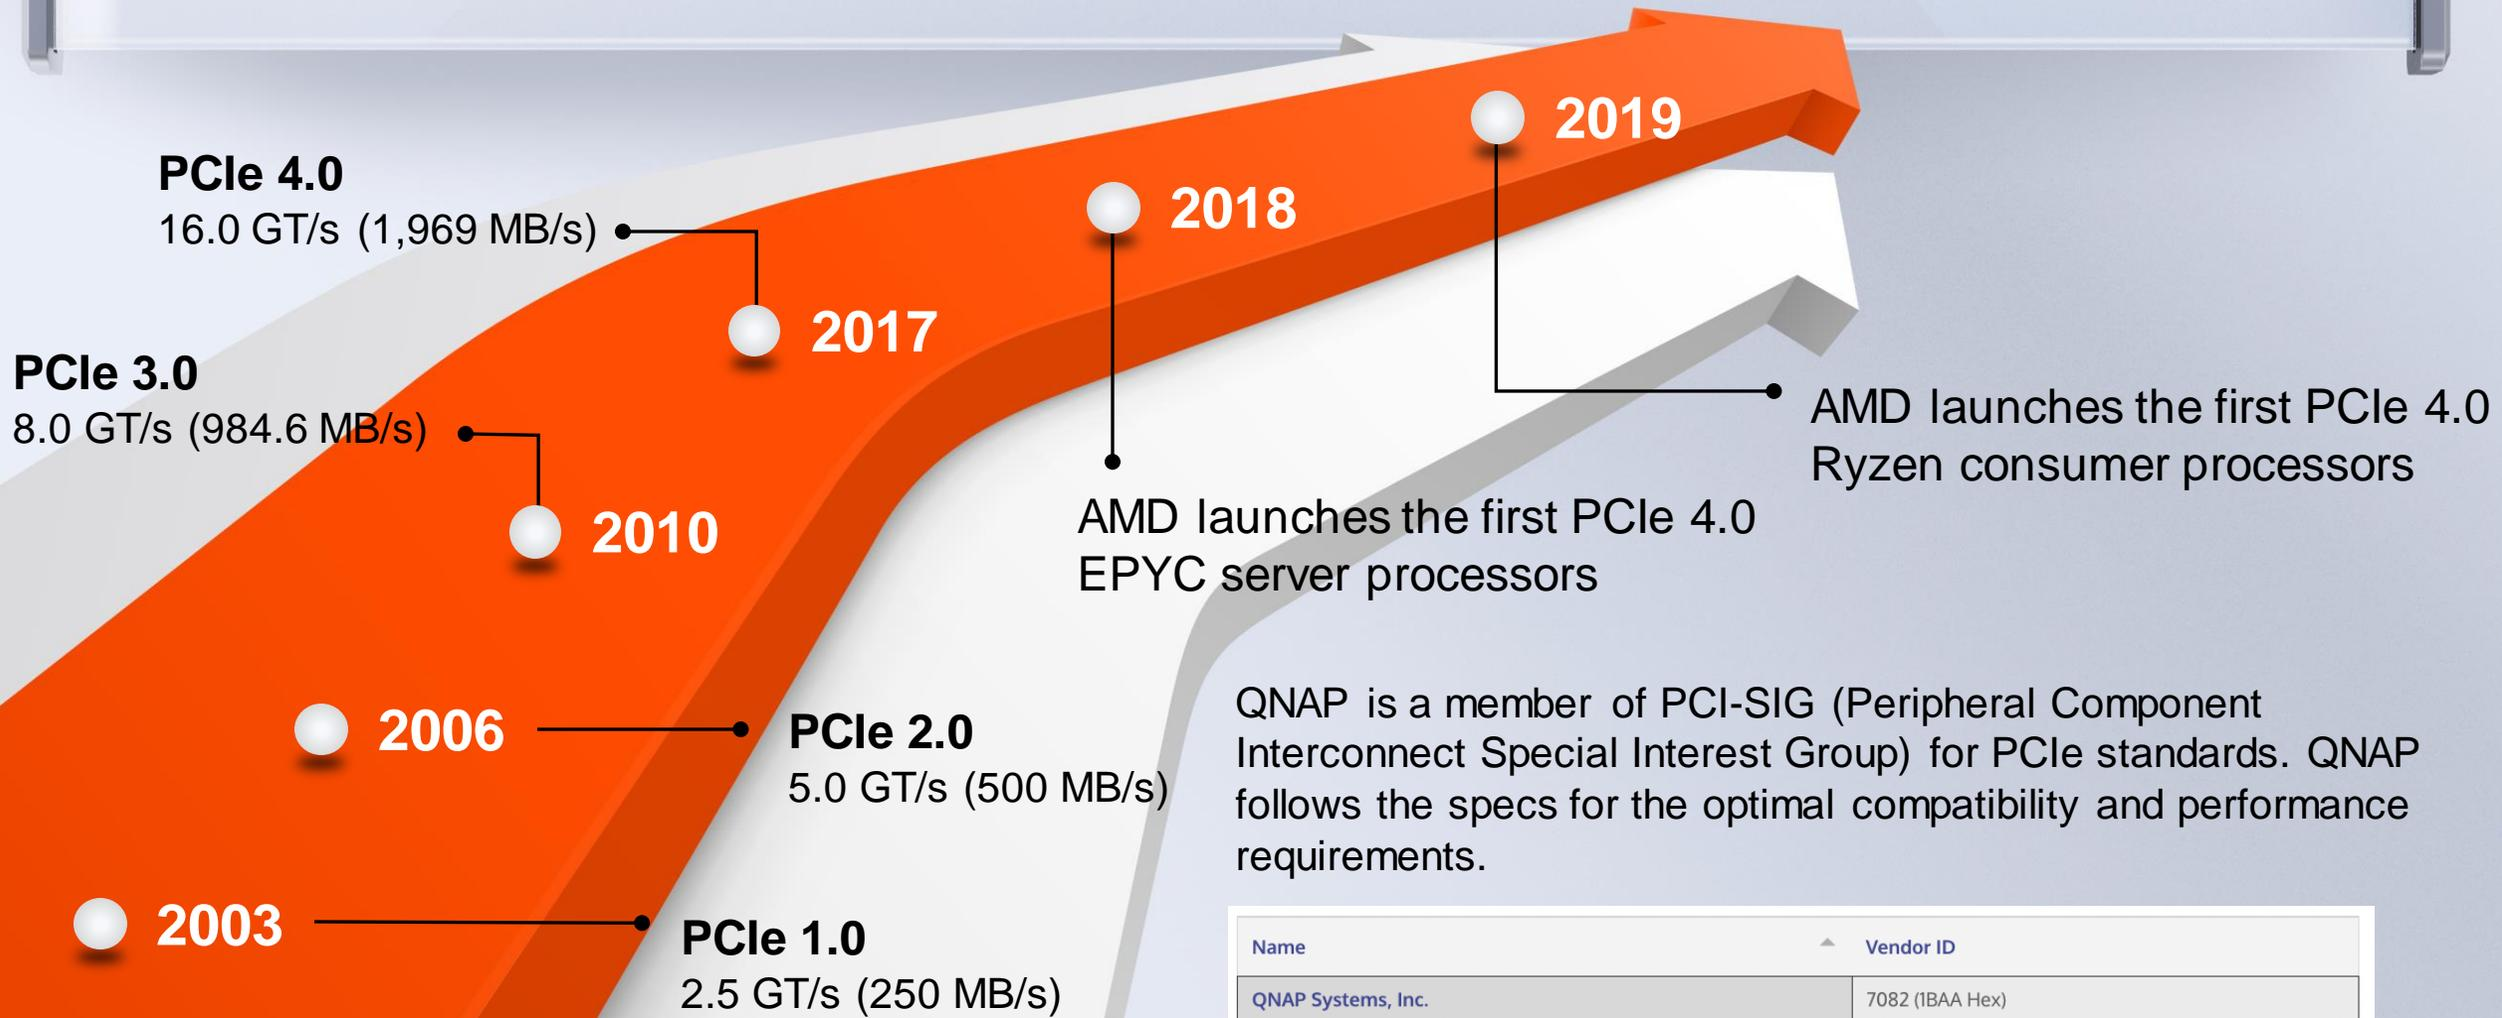 2019
PCIe 4.0
16.0 GT/s (1,969 MB/s)
2018
2017
PCIe 3.0
8.0 GT/s (984.6 MB/s)
AMD launches the first PCIe 4.0
Ryzen consumer processors
2010
AMD launches the first PCIe 4.0
EPYC server processors
2006
PCIe 2.0
5.0 GT/s (500 MB/s)
QNAP is a member of PCI-SIG (Peripheral Component
Interconnect Special Interest Group) for PCIe standards. QNAP
follows the specs for the optimal compatibility and performance
requirements.
2003
PCIe 1.0
2.5 GT/s (250 MB/s)
Name Vendor ID
QNAP Systems, Inc. 7082 (1BAA Hex)